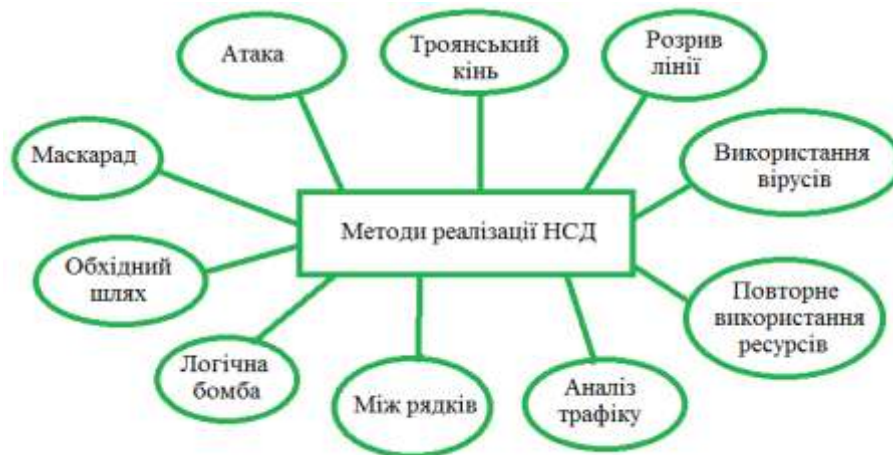 Атака
Троянський
кінь
Розрив
лінії
Маскарад
Використання
вірусів
Методи реалізації НСД
Обхідний
шлях
Повторне
використання
ресурсів
Логічна
бомба
Між рядків
Аналіз
трафіку